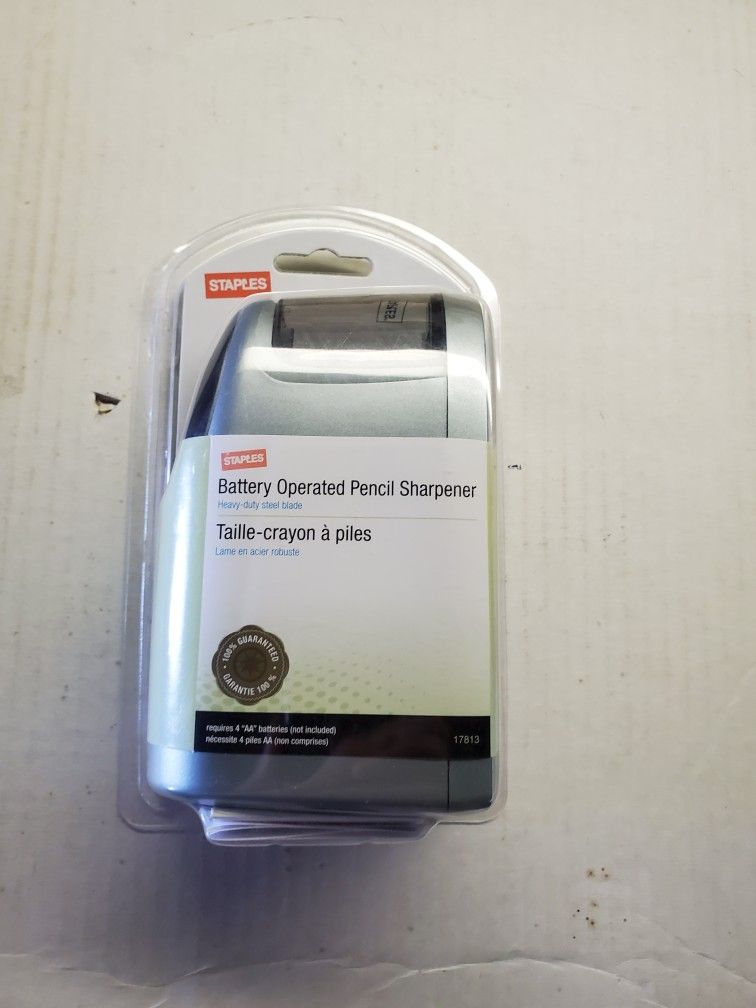 STAPLES
STAPLES
Battery Operated Pencil Sharpener
Heavy-duty steel blade
Taille-crayon à piles
Lame en acier robuste
• 100% GUARANTEED •
GARANTIE 100 %
requires 4 "AA" batteries (not included)
nécessite 4 piles AA (non comprises)
17813